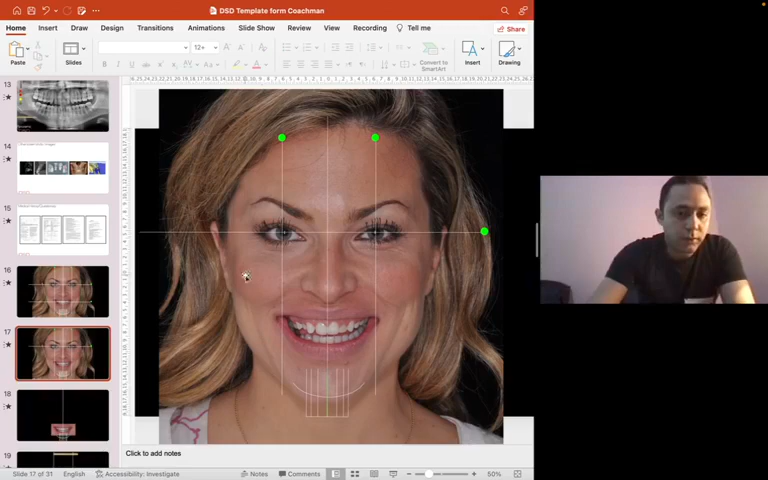 DSD Template form Coachman
Home Insert Draw Design Transitions Animations Slide Show Review View Recording Tell me Share
12+
Paste Slides Convert to SmartArt Insert Drawing
13
14
15
16
17
18
19
Click to add notes
Slide 17 of 31 English Accessibility: Investigate Notes Comments 50%